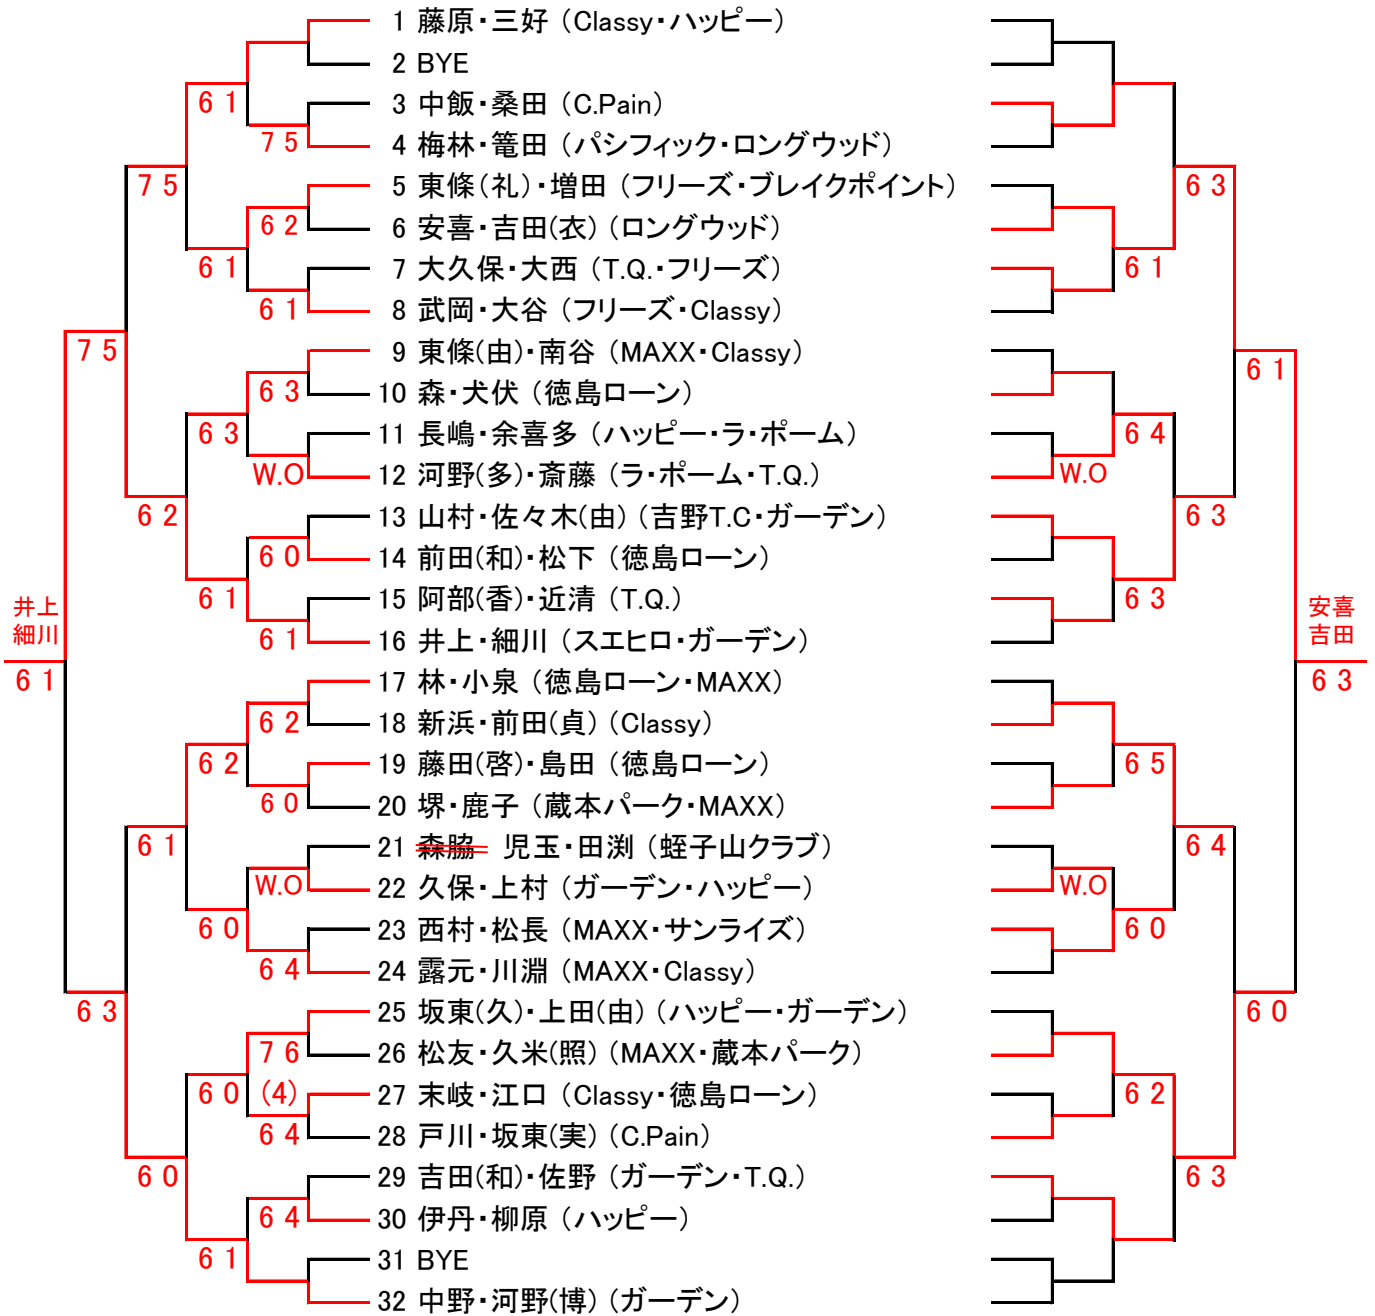 1 藤原・三好 (Classy・ハッピー)
2 BYE
6 1
3 中飯・桑田 (C.Pain)
7 5
4 梅林・篭田 (パシフィック・ロングウッド)
7 5
5 東條(礼)・増田 (フリーズ・ブレイクポイント)
6 3
6 2
6 安喜・吉田(衣) (ロングウッド)
6 1
7 大久保・大西 (T.Q.・フリーズ)
6 1
6 1
8 武岡・大谷 (フリーズ・Classy)
7 5
9 東條(由)・南谷 (MAXX・Classy)
6 1
6 3
10 森・犬伏 (徳島ローン)
6 3
11 長嶋・余喜多 (ハッピー・ラ・ポーム)
6 4
W.O
12 河野(多)・斎藤 (ラ・ポーム・T.Q.)
W.O
6 2
13 山村・佐々木(由) (吉野T.C・ガーデン)
6 3
6 0
14 前田(和)・松下 (徳島ローン)
6 1
15 阿部(香)・近清 (T.Q.)
6 3
井上
細川
6 1
16 井上・細川 (スエヒロ・ガーデン)
安喜
吉田
6 1
17 林・小泉 (徳島ローン・MAXX)
6 3
6 2
18 新浜・前田(貞) (Classy)
6 2
19 藤田(啓)・島田 (徳島ローン)
6 5
6 0
20 堺・鹿子 (蔵本パーク・MAXX)
6 1
21 森脇 児玉・田渕 (蛭子山クラブ)
6 4
W.O
22 久保・上村 (ガーデン・ハッピー)
W.O
6 0
23 西村・松長 (MAXX・サンライズ)
6 0
6 4
24 露元・川淵 (MAXX・Classy)
6 3
25 坂東(久)・上田(由) (ハッピー・ガーデン)
6 0
7 6
26 松友・久米(照) (MAXX・蔵本パーク)
6 0
(4)
27 末岐・江口 (Classy・徳島ローン)
6 2
6 4
28 戸川・坂東(実) (C.Pain)
6 0
29 吉田(和)・佐野 (ガーデン・T.Q.)
6 3
6 4
30 伊丹・柳原 (ハッピー)
6 1
31 BYE
32 中野・河野(博) (ガーデン)